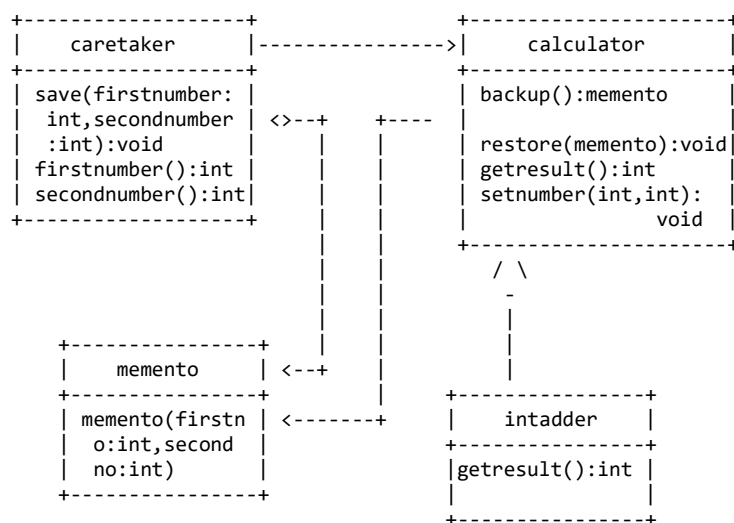 caretaker
save(firstnumber:
int,secondnumber
:int):void
firstnumber():int
secondnumber():int
calculator
backup():memento
restore(memento):void
getresult():int
setnumber(int,int):
void
memento
memento(firstn
o:int,second
no:int)
intadder
getresult():int